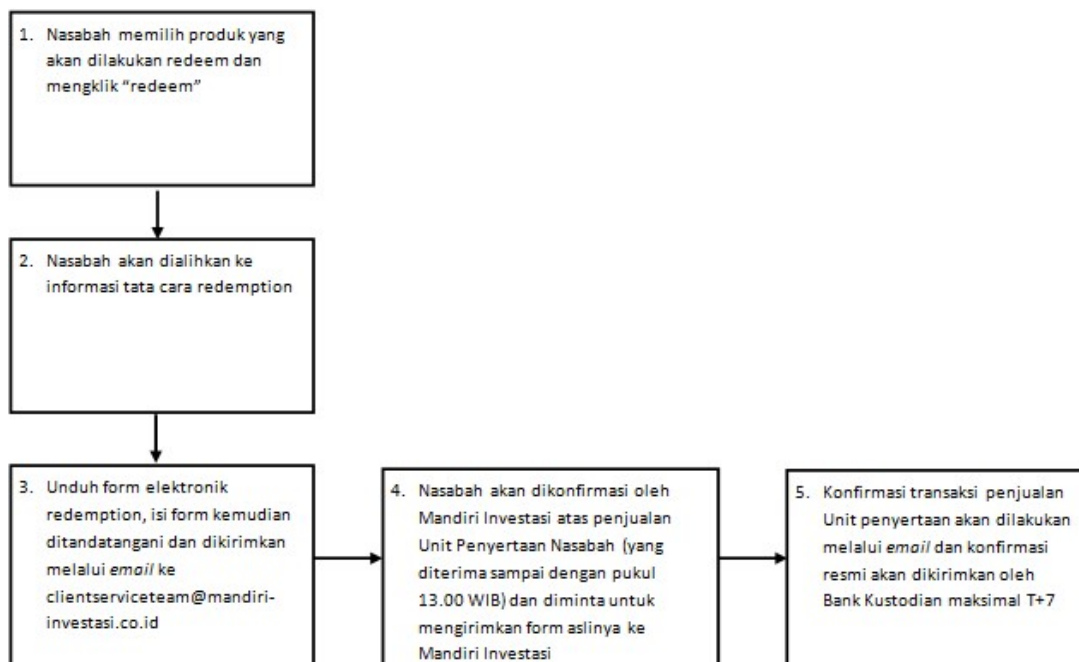 1. Nasabah memilih produk yang
akan dilakukan redeem dan
mengklik “redeem”
2. Nasabah akan dialihkan ke
informasi tata cara redemption
3. Unduh form elektronik
redemption, isi form kemudian
ditandatangani dan dikirimkan
melalui email ke
clientserviceteam@mandiri-
investasi.co.id
4. Nasabah akan dikonfirmasi oleh
Mandiri Investasi atas penjualan
Unit Penyertaan Nasabah (yang
diterima sampai dengan pukul
13.00 WIB) dan diminta untuk
mengirimkan form aslinya ke
Mandiri Investasi
5. Konfirmasi transaksi penjualan
Unit penyertaan akan dilakukan
melalui email dan konfirmasi
resmi akan dikirimkan oleh
Bank Kustodian maksimal T+7